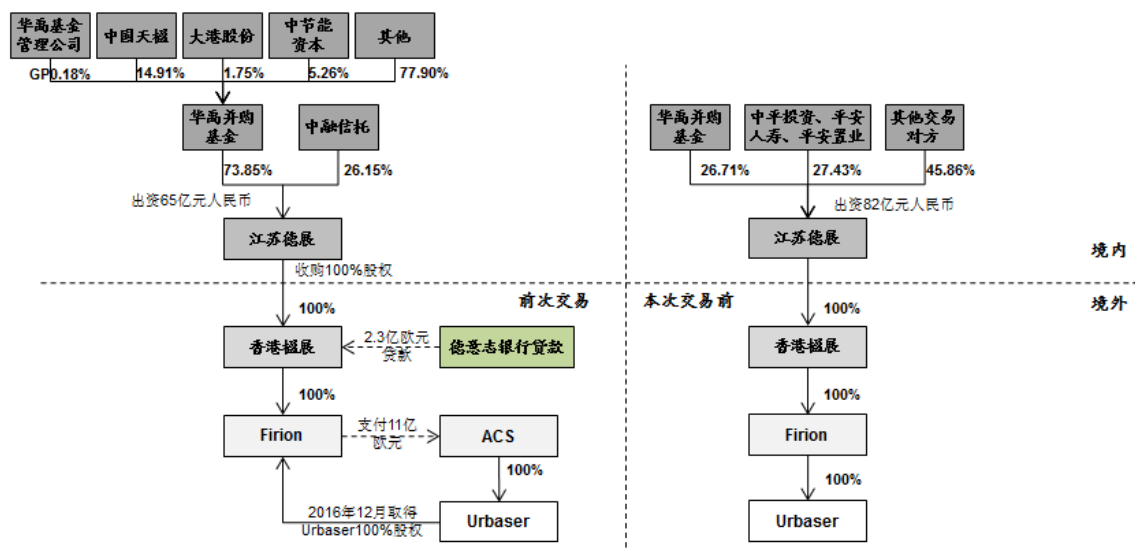 华禹基金
管理公司
中国天楹
大港股份
中节能
资本
其他
GP0.18%
14.91%
1.75%
5.26%
77.90%
华禹并购
基金
中融信托
73.85%
26.15%
出资65亿元人民币
江苏德展
收购100%股权
100%
前次交易
香港楹展
2.3亿欧元
贷款
德意志银行贷款
100%
Firion
支付11亿
欧元
ACS
100%
2016年12月取得
Urbaser100%股权
Urbaser
华禹并购
基金
中平投资、平安
人寿、平安置业
其他交易
对方
26.71%
27.43%
45.86%
出资82亿元人民币
江苏德展
境内
本次交易前
100%
境外
香港楹展
100%
Firion
100%
Urbaser